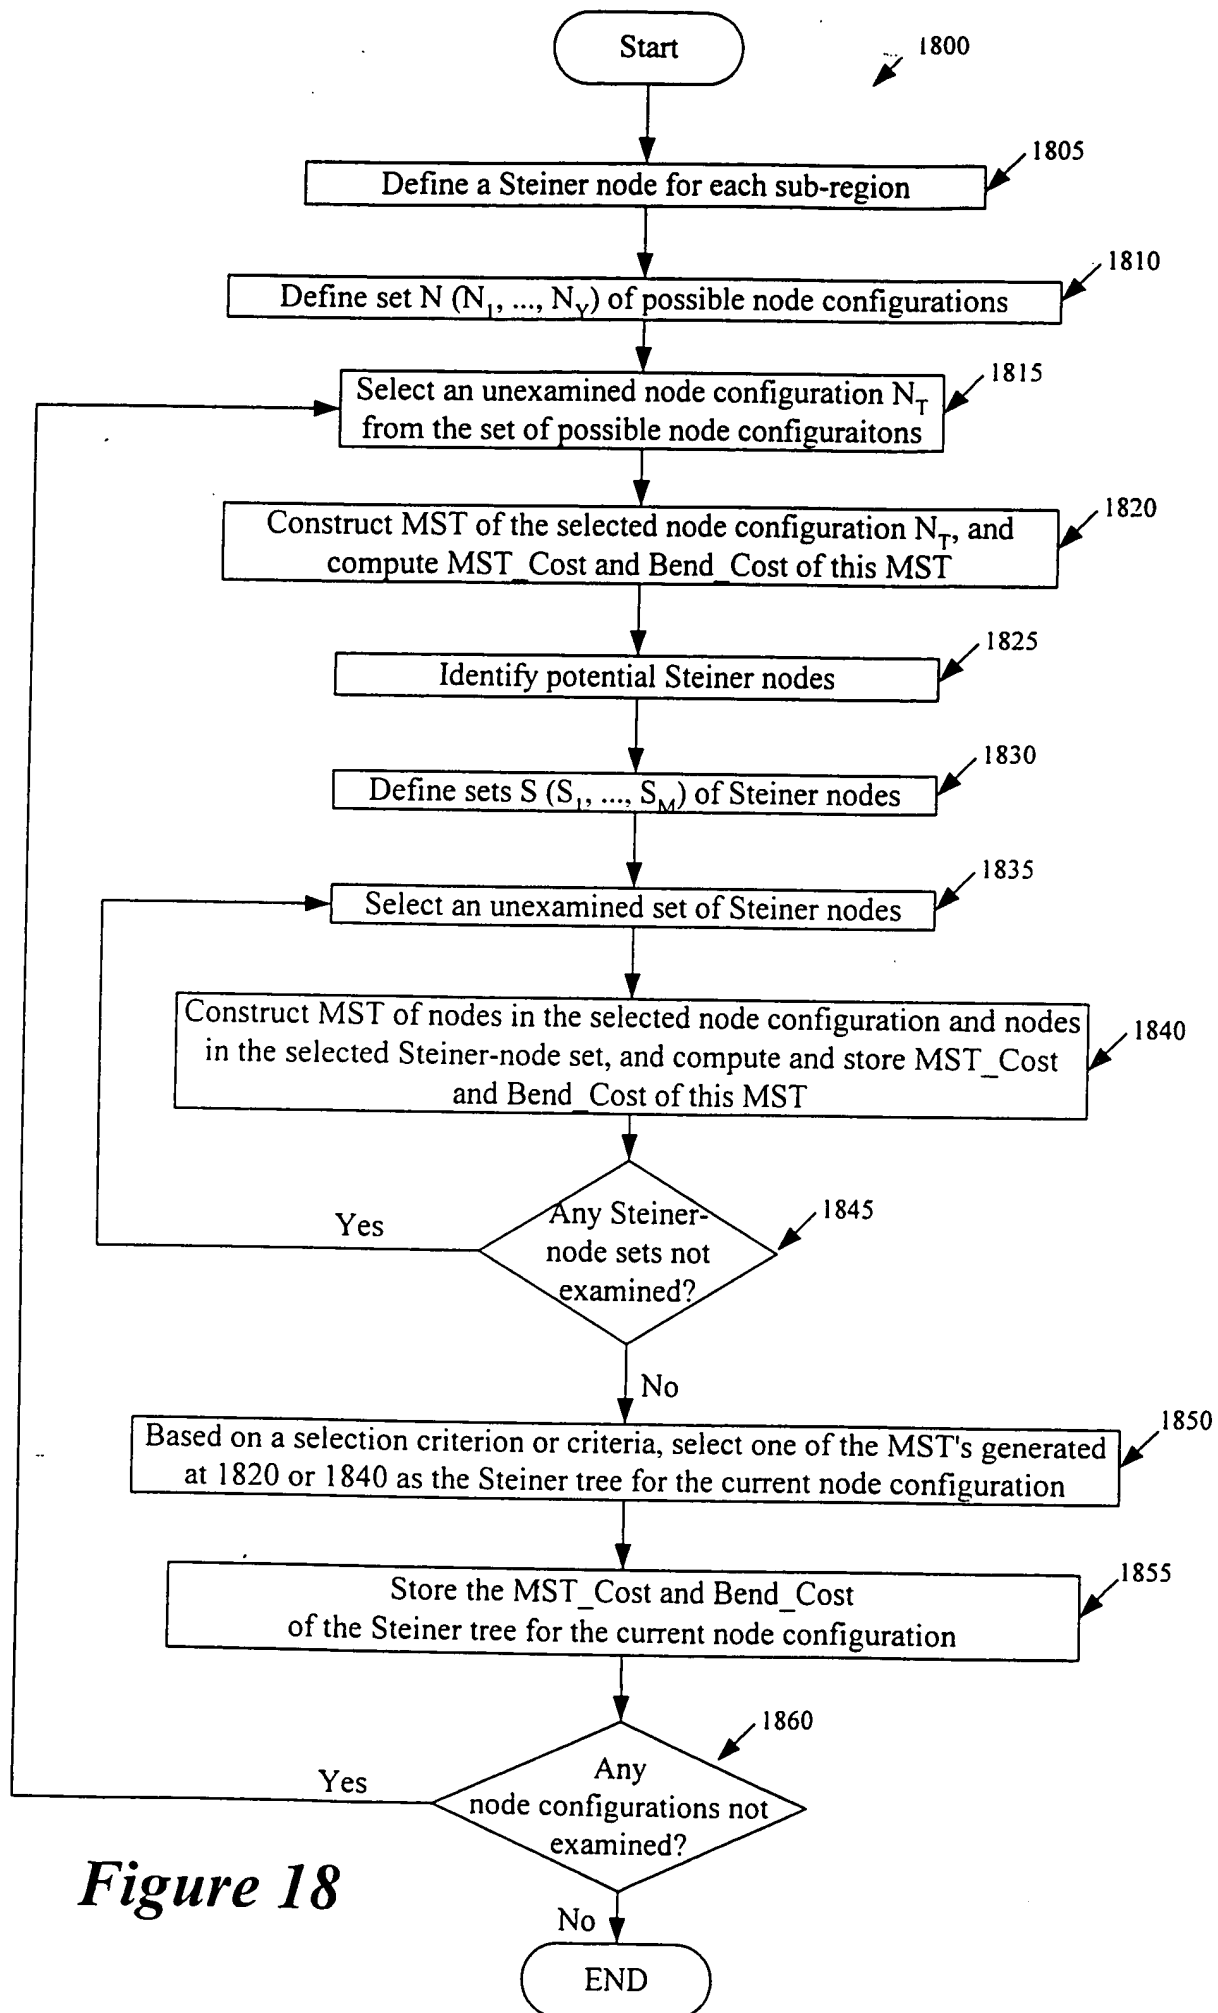 Start
1800
1805
Define a Steiner node for each sub-region
1810
Define set N (N1, ..., NY) of possible node configurations
1815
Select an unexamined node configuration NT
from the set of possible node configuraitons
1820
Construct MST of the selected node configuration NT, and
compute MST_Cost and Bend_Cost of this MST
1825
Identify potential Steiner nodes
1830
Define sets S (S1, ..., SM) of Steiner nodes
1835
Select an unexamined set of Steiner nodes
Construct MST of nodes in the selected node configuration and nodes
1840
in the selected Steiner-node set, and compute and store MST_Cost
and Bend_Cost of this MST
1845
Any Steiner-
Yes
node sets not
examined?
No
1850
Based on a selection criterion or criteria, select one of the MST's generated
at 1820 or 1840 as the Steiner tree for the current node configuration
1855
Store the MST_Cost and Bend_Cost
of the Steiner tree for the current node configuration
1860
Any
Yes
node configurations not
examined?
Figure 18
No
END